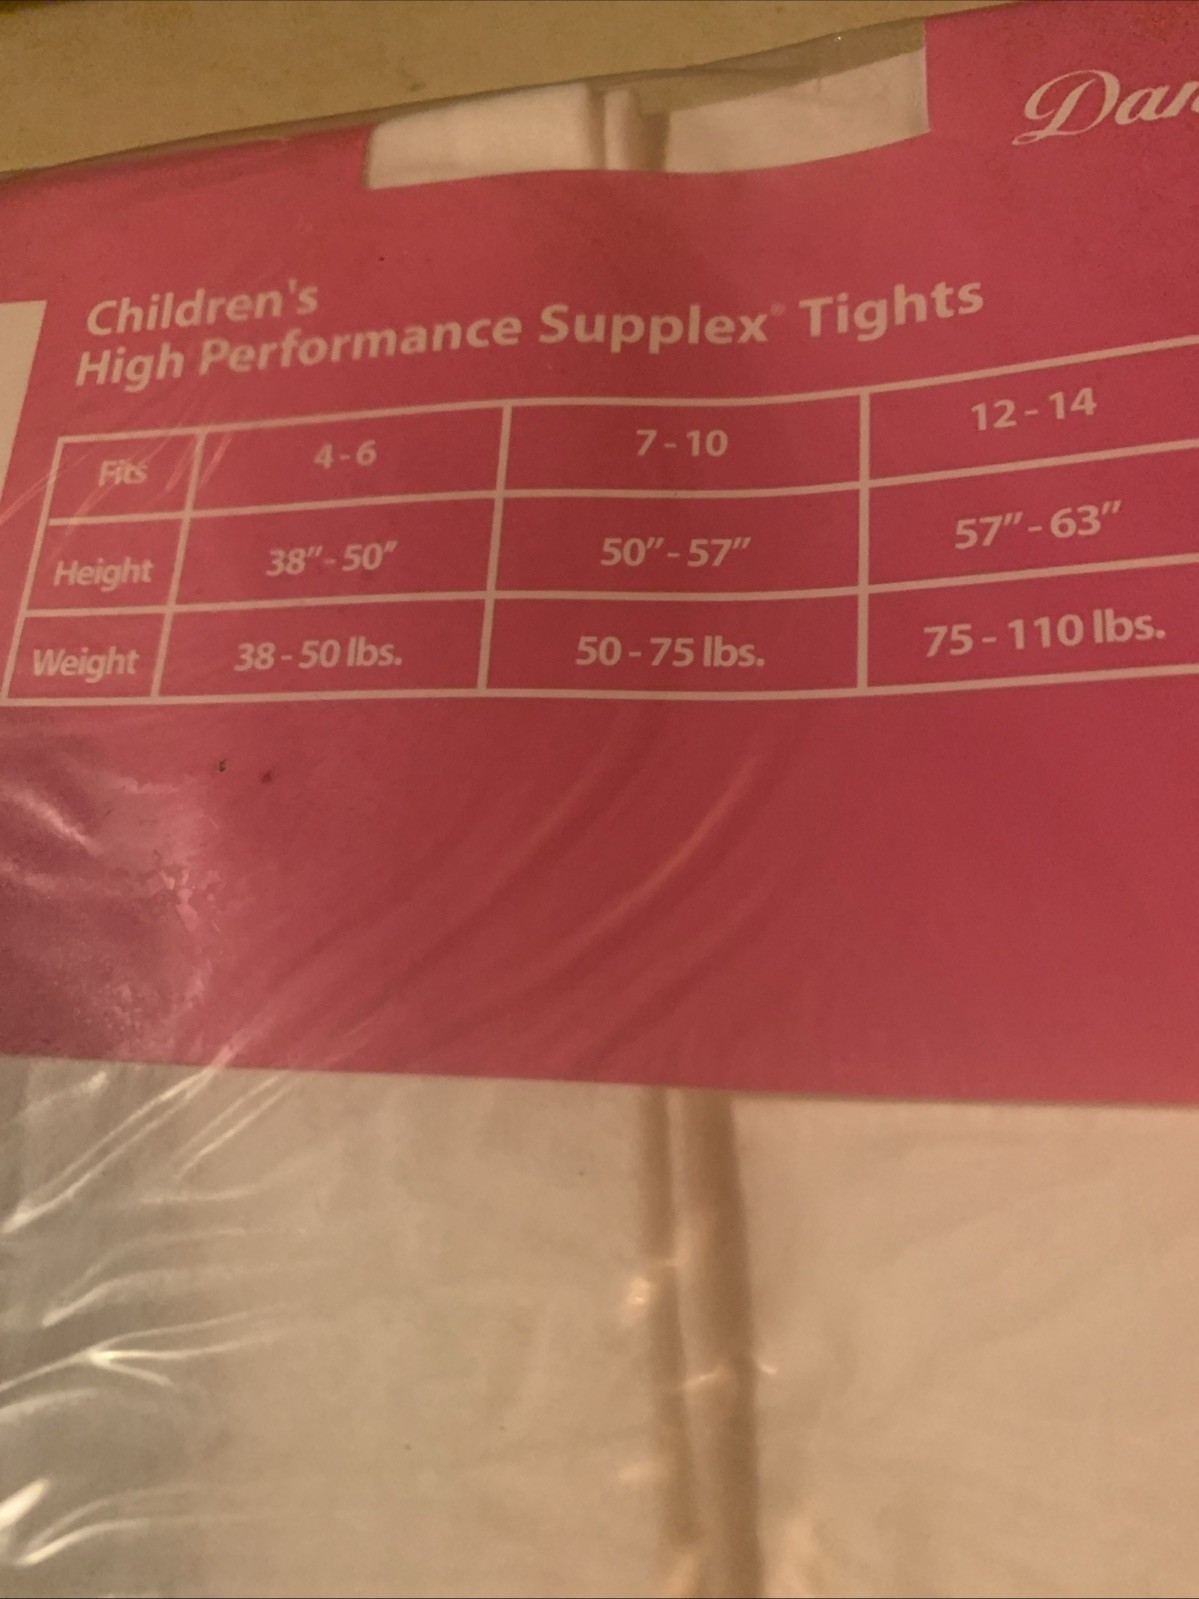 Children's
High Performance Supplex® Tights
Fits 4-6 7-10 12-14
Height 38"-50" 50"-57" 57"-63"
Weight 38-50 lbs. 50-75 lbs. 75-110 lbs.